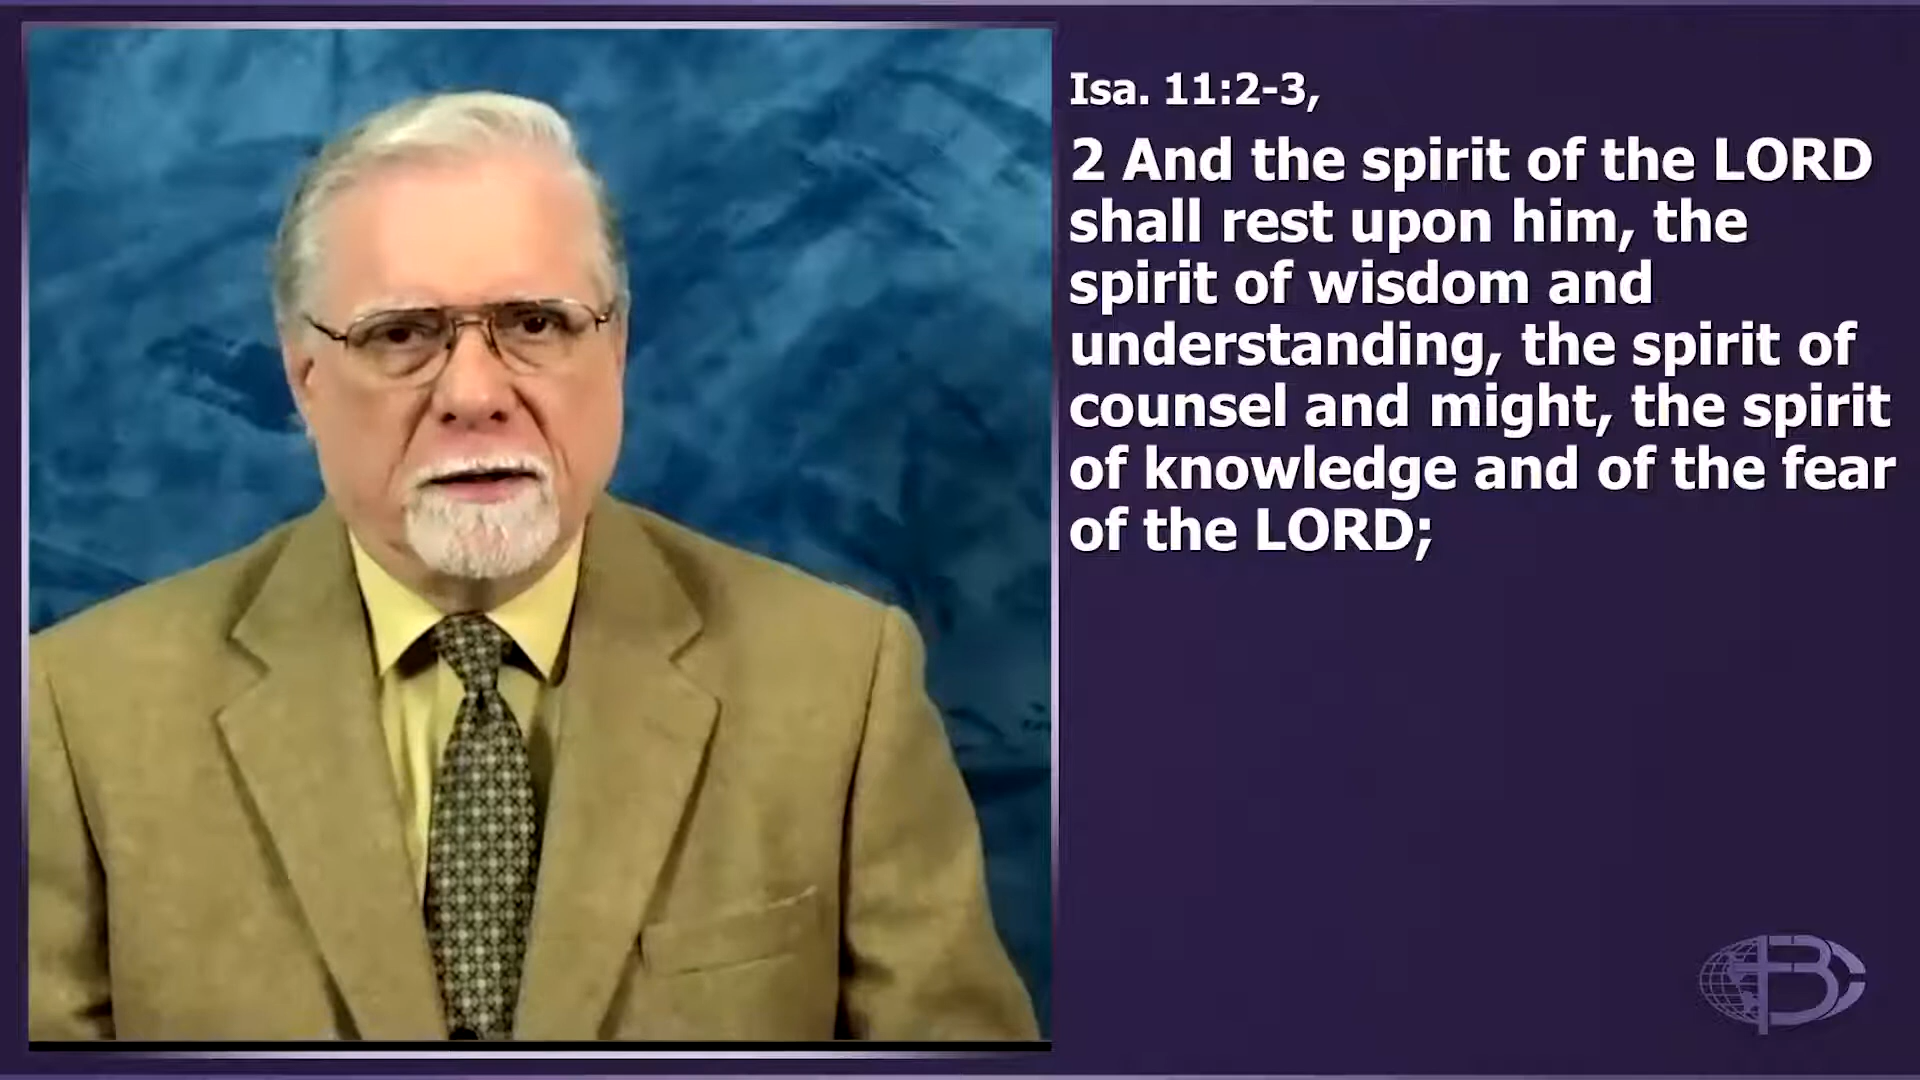 Isa. 11:2-3,
2 And the spirit of the LORD
shall rest upon him, the
spirit of wisdom and
understanding, the spirit of
counsel and might, the spirit
of knowledge and of the fear
of the LORD;